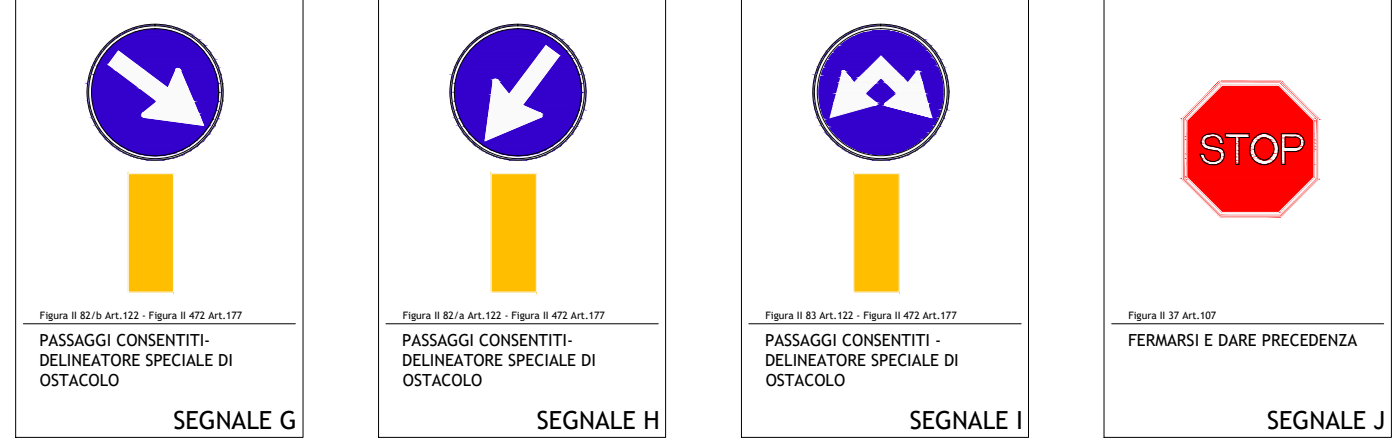 Figura II 82/b Art.122 - Figura II 472 Art.177
PASSAGGI CONSENTITI-
DELINEATORE SPECIALE DI
OSTACOLO
SEGNALE G
Figura II 82/a Art.122 - Figura II 472 Art.177
PASSAGGI CONSENTITI-
DELINEATORE SPECIALE DI
OSTACOLO
SEGNALE H
Figura II 83 Art.122 - Figura II 472 Art.177
PASSAGGI CONSENTITI -
DELINEATORE SPECIALE DI
OSTACOLO
SEGNALE I
STOP
Figura II 37 Art.107
FERMARSI E DARE PRECEDENZA
SEGNALE J